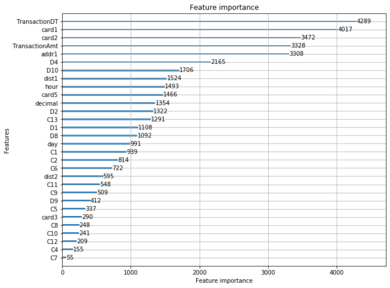 Feature importance
TransactionDT 4289
card1 4017
card2 3472
TransactionAmt 3328
addr1 3308
D4 2165
D10 1706
dist1 1524
hour 1493
card5 1466
decimal 1354
D2 1322
C13 1291
D1 1108
D8 1092
day 991
C1 939
C2 814
C6 722
dist2 595
C11 548
C9 509
D9 412
C5 337
card3 290
C8 248
C10 241
C12 209
C4 155
C7 55
Features
0 1000 2000 3000 4000
Feature importance